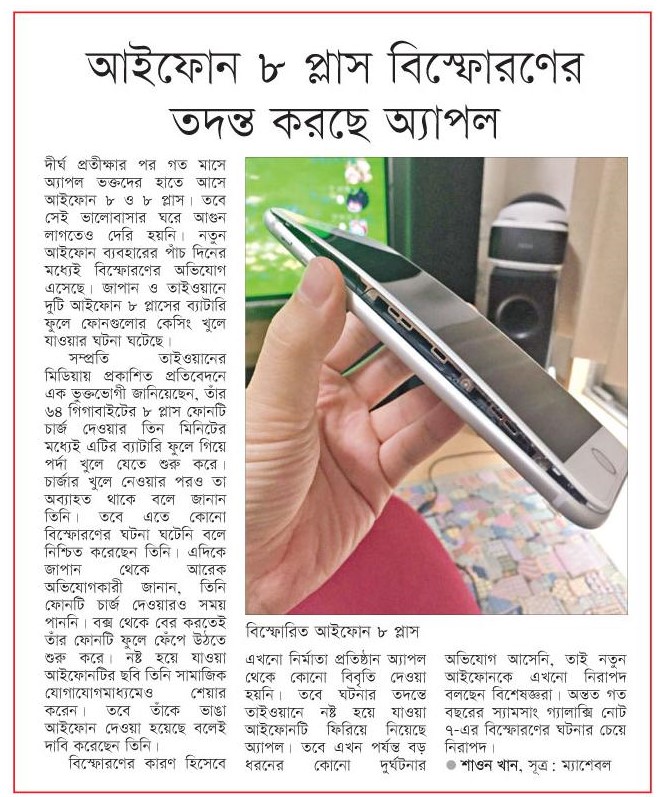 আইফোন ৮ প্লাস বিস্ফোরণের
তদন্ত করছে অ্যাপল
দীর্ঘ প্রতীক্ষার পর গত মাসে
অ্যাপল ভক্তদের হাতে আসে
আইফোন ৮ ও ৮ প্লাস। তবে
সেই ভালোবাসার ঘরে আগুন
লাগতেও দেরি হয়নি। নতুন
আইফোন ব্যবহারের পাঁচ দিনের
মধ্যেই বিস্ফোরণের অভিযোগ
এসেছে। জাপান ও তাইওয়ানে
দুটি আইফোন ৮ প্লাসের ব্যাটারি
ফুলে ফোনগুলোর কেসিং খুলে
যাওয়ার ঘটনা ঘটেছে।
সম্প্রতি তাইওয়ানের
মিডিয়ায় প্রকাশিত প্রতিবেদনে
এক ভুক্তভোগী জানিয়েছেন, তাঁর
৬৪ গিগাবাইটের ৮ প্লাস ফোনটি
চার্জ দেওয়ার তিন মিনিটের
মধ্যেই এটির ব্যাটারি ফুলে গিয়ে
পর্দা খুলে যেতে শুরু করে।
চার্জার খুলে নেওয়ার পরও তা
অব্যাহত থাকে বলে জানান
তিনি। তবে এতে কোনো
বিস্ফোরণের ঘটনা ঘটেনি বলে
নিশ্চিত করেছেন তিনি। এদিকে
জাপান থেকে আরেক
অভিযোগকারী জানান, তিনি
ফোনটি চার্জ দেওয়ারও সময়
পাননি। বক্স থেকে বের করতেই
তাঁর ফোনটি ফুলে ফেঁপে উঠতে
শুরু করে। নষ্ট হয়ে যাওয়া
আইফোনটির ছবি তিনি সামাজিক
যোগাযোগমাধ্যমেও শেয়ার
করেন। তবে তাঁকে ভাঙা
আইফোন দেওয়া হয়েছে বলেই
দাবি করেছেন তিনি।
বিস্ফোরণের কারণ হিসেবে
বিস্ফোরিত আইফোন ৮ প্লাস
এখনো নির্মাতা প্রতিষ্ঠান অ্যাপল
থেকে কোনো বিবৃতি দেওয়া
হয়নি। তবে ঘটনার তদন্তে
তাইওয়ানে নষ্ট হয়ে যাওয়া
আইফোনটি ফিরিয়ে নিয়েছে
অ্যাপল। তবে এখন পর্যন্ত বড়
ধরনের কোনো দুর্ঘটনার
অভিযোগ আসেনি, তাই নতুন
আইফোনকে এখনো নিরাপদ
বলছেন বিশেষজ্ঞরা। অন্তত গত
বছরের স্যামসাং গ্যালাক্সি নোট
৭-এর বিস্ফোরণের ঘটনার চেয়ে
নিরাপদ।
● শাওন খান, সূত্র : ম্যাশেবল